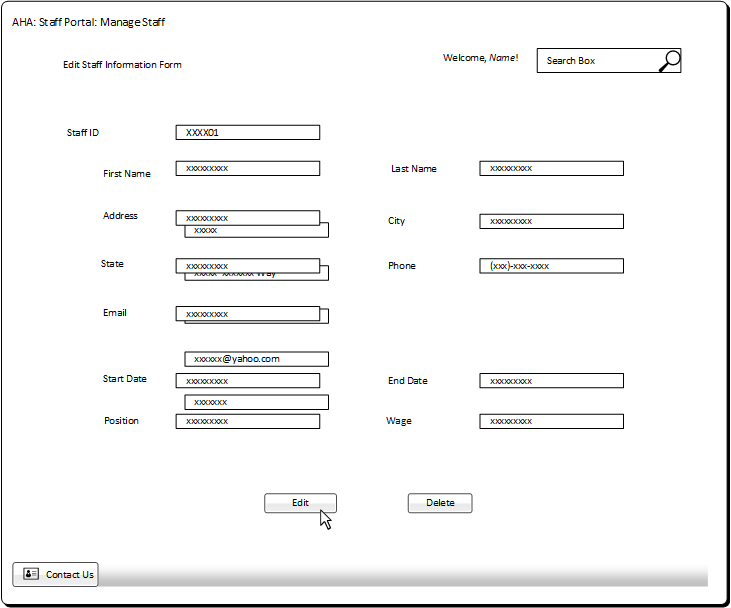 AHA: Staff Portal: Manage Staff
Edit Staff Information Form
Welcome, Name!
Search Box
Staff ID
XXXX01
First Name
xxxxxxxxx
Last Name
xxxxxxxxx
Address
xxxxxxxxx
xxxxx
City
xxxxxxxxx
State
xxxxxxxxx
Way
Phone
(xxx)-xxx-xxxx
Email
xxxxxxxxx
xxxxxx@yahoo.com
Start Date
xxxxxxxxx
End Date
xxxxxxxxx
xxxxxxx
Position
xxxxxxxxx
Wage
xxxxxxxxx
Edit
Delete
Contact Us